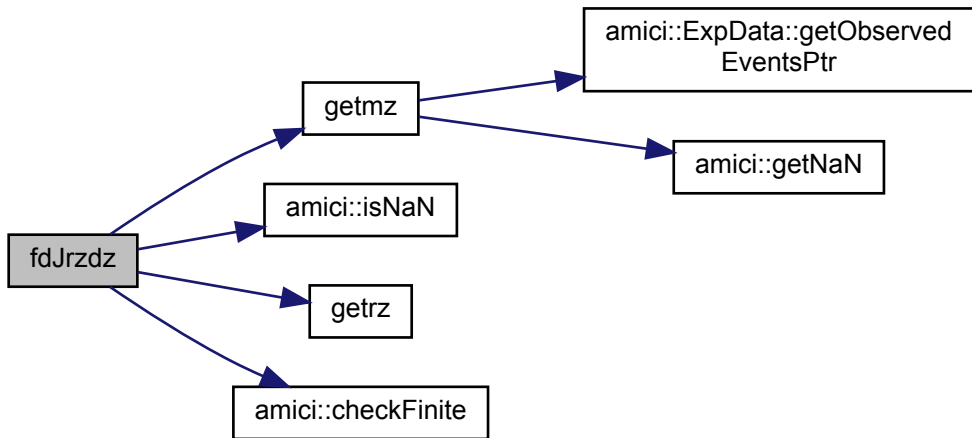 amici::ExpData::getObserved
EventsPtr
getmz
amici::getNaN
amici::isNaN
fdJrzdz
getrz
amici::checkFinite